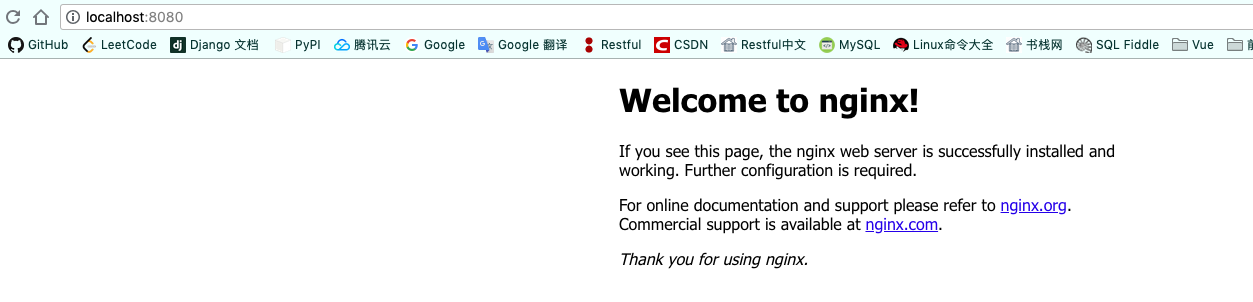 localhost:8080
GitHub LeetCode Django 文档 PyPI 腾讯云 Google Google 翻译 Restful CSDN Restful中文 MySQL Linux命令大全 书栈网 SQL Fiddle Vue
Welcome to nginx!
If you see this page, the nginx web server is successfully installed and
working. Further configuration is required.
For online documentation and support please refer to nginx.org.
Commercial support is available at nginx.com.
Thank you for using nginx.